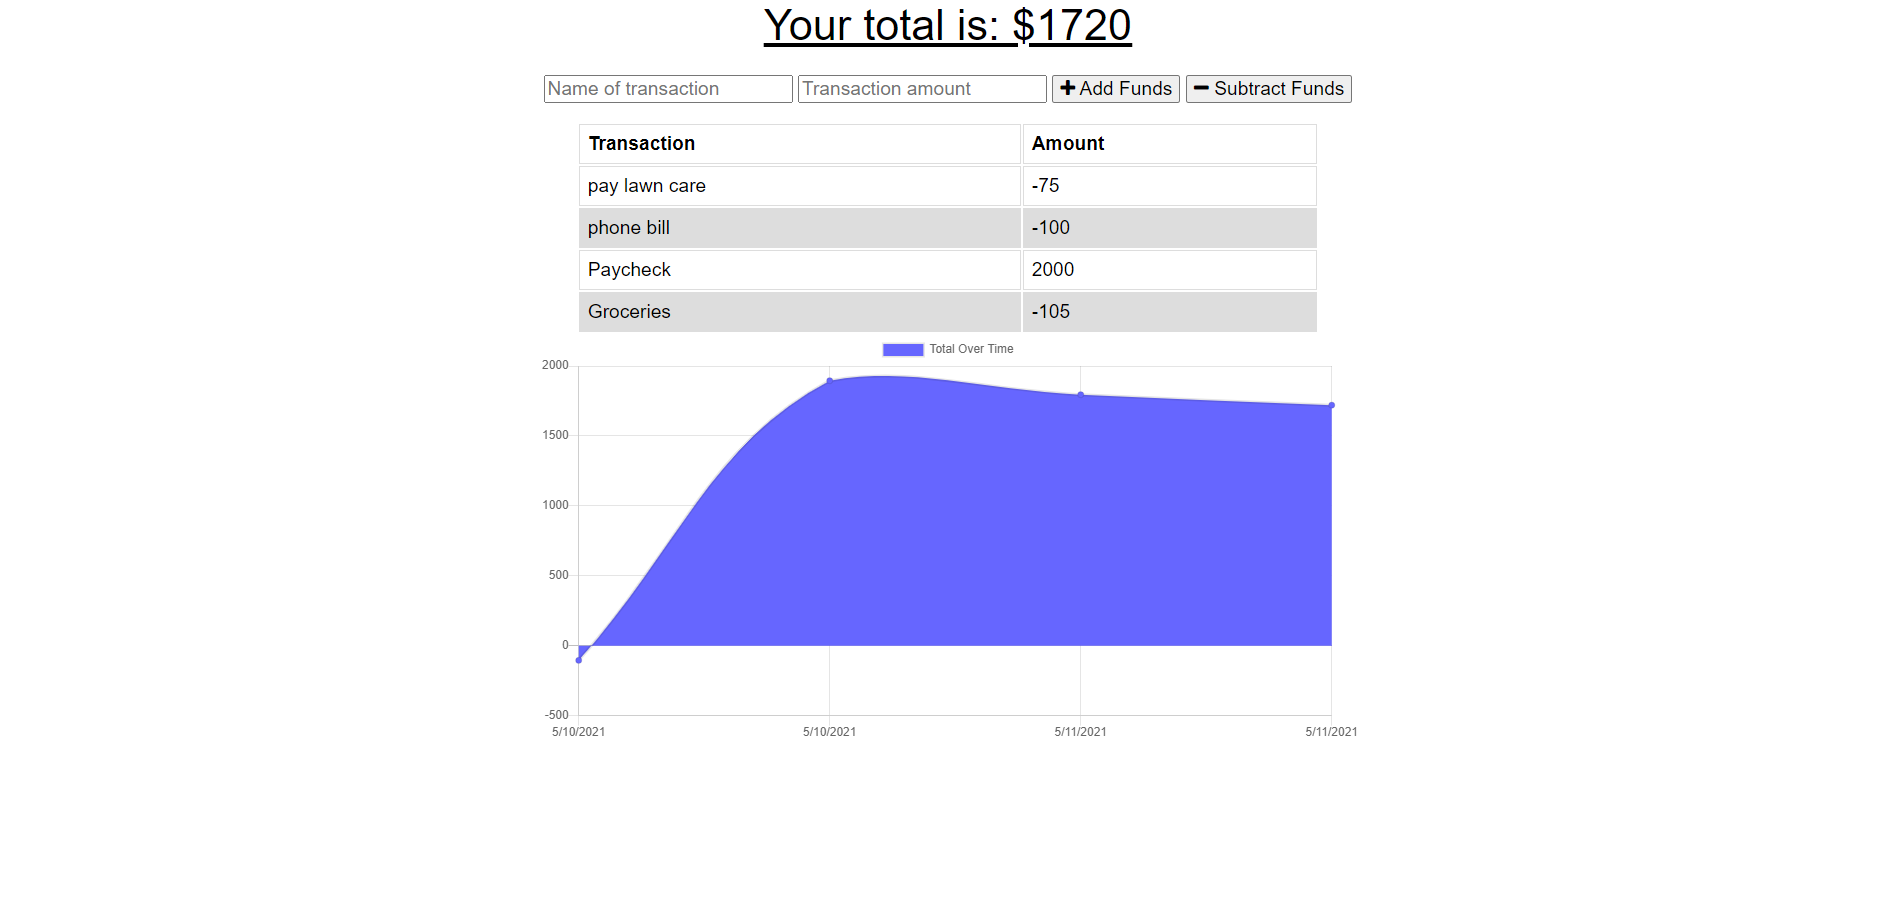 Your total is: $1720
Name of transaction Transaction amount Add Funds Subtract Funds
Transaction Amount
pay lawn care -75
phone bill -100
Paycheck 2000
Groceries -105
Total Over Time
2000
1500
1000
500
0
-500
5/10/2021 5/10/2021 5/11/2021 5/11/2021